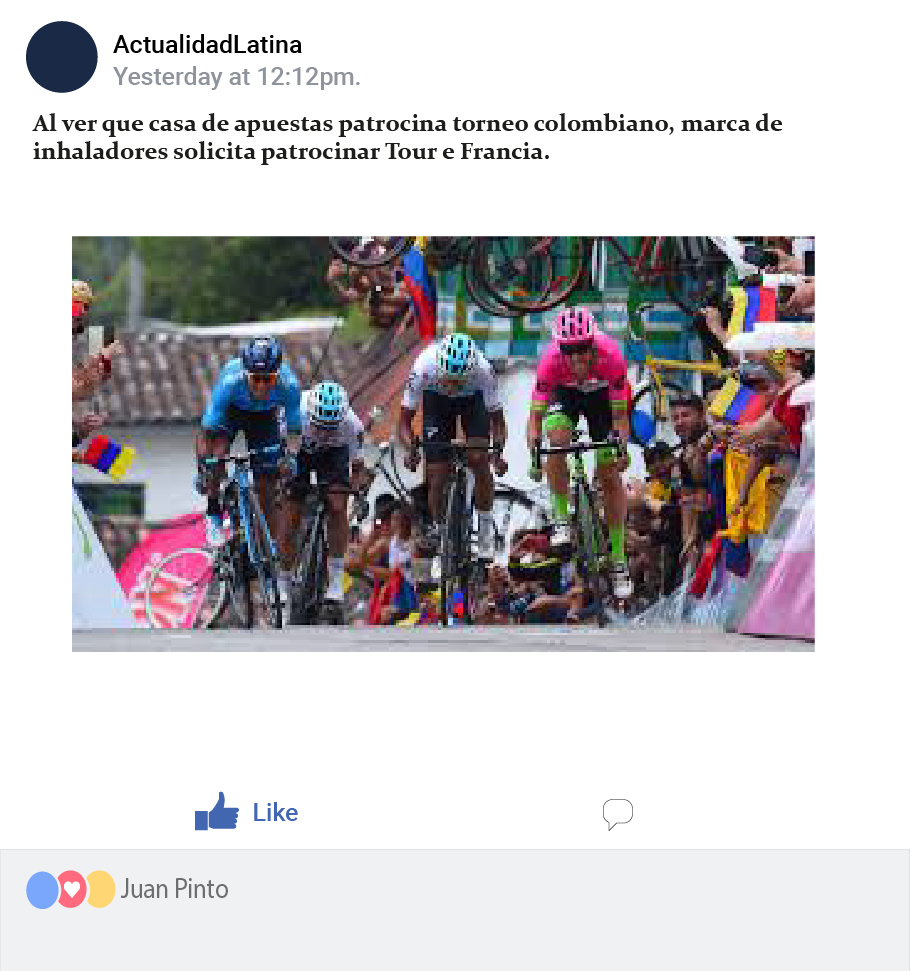 ActualidadLatina
Yesterday at 12:12pm.
Al ver que casa de apuestas patrocina torneo colombiano, marca de
inhaladores solicita patrocinar Tour e Francia.
Like
Juan Pinto